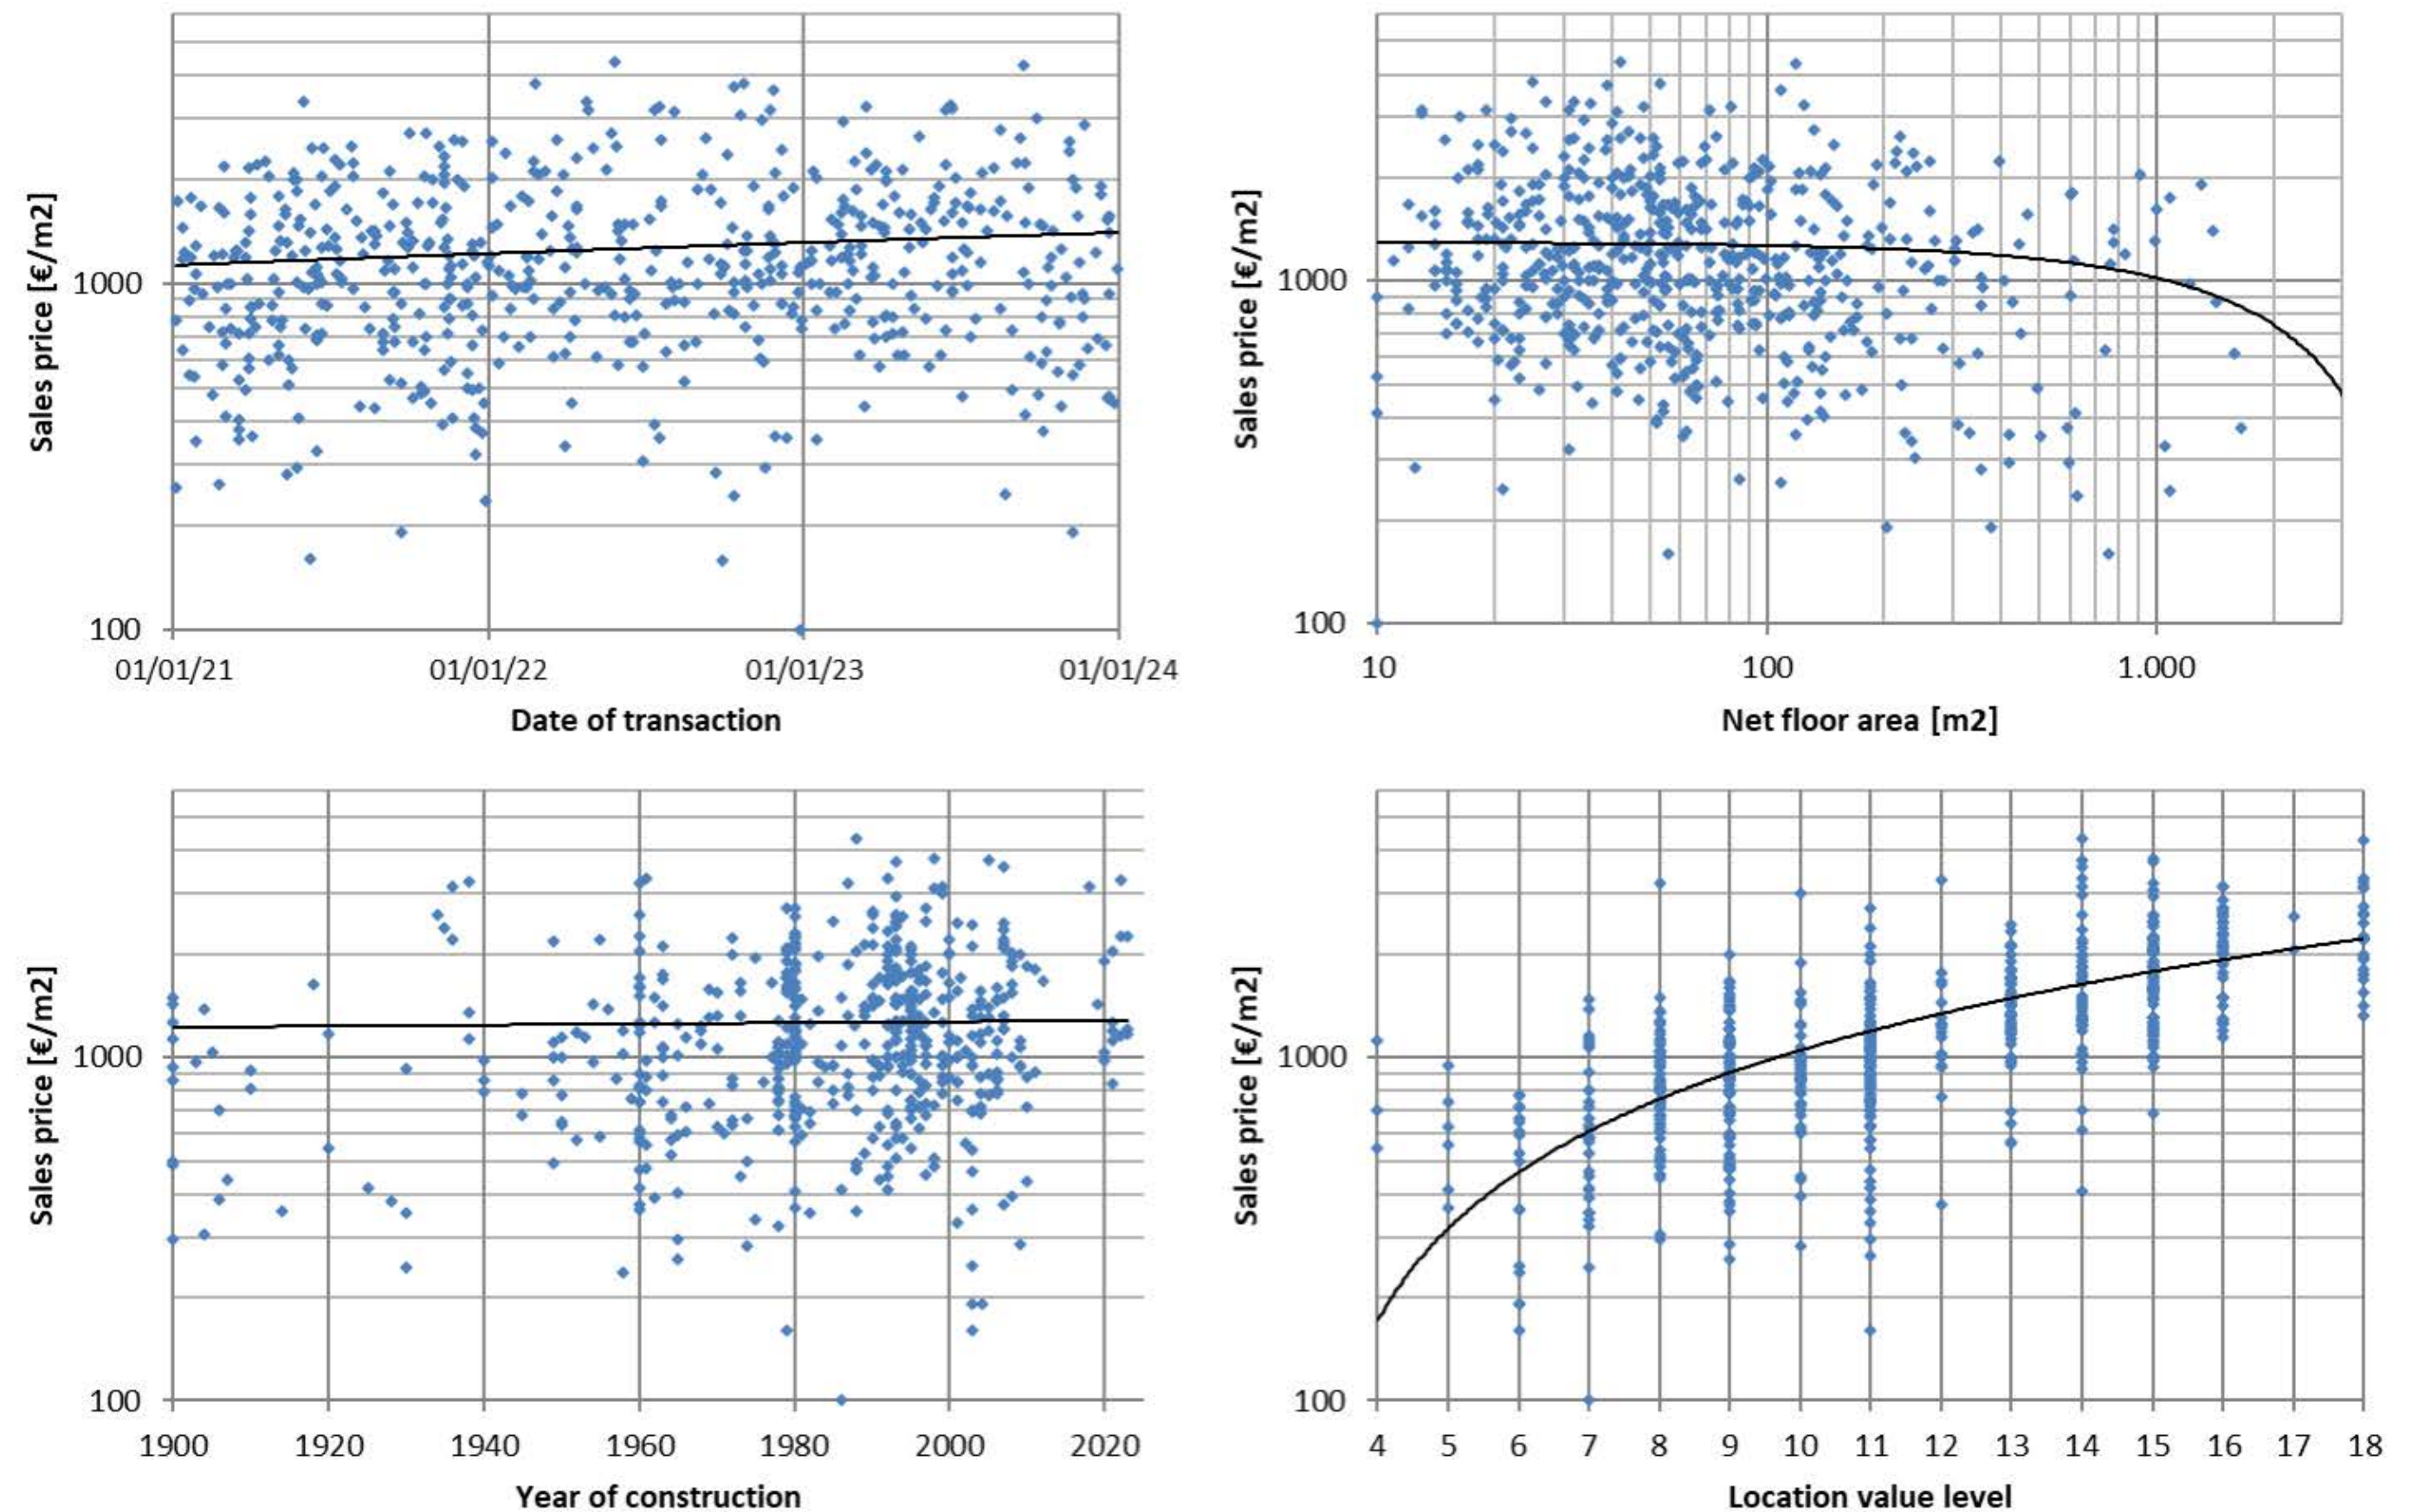 Sales price [€/m2]
1000
100
01/01/21 01/01/22 01/01/23 01/01/24
Date of transaction
Sales price [€/m2]
1000
100
10 100 1.000
Net floor area [m2]
Sales price [€/m2]
1000
100
1900 1920 1940 1960 1980 2000 2020
Year of construction
Sales price [€/m2]
1000
100
4 5 6 7 8 9 10 11 12 13 14 15 16 17 18
Location value level